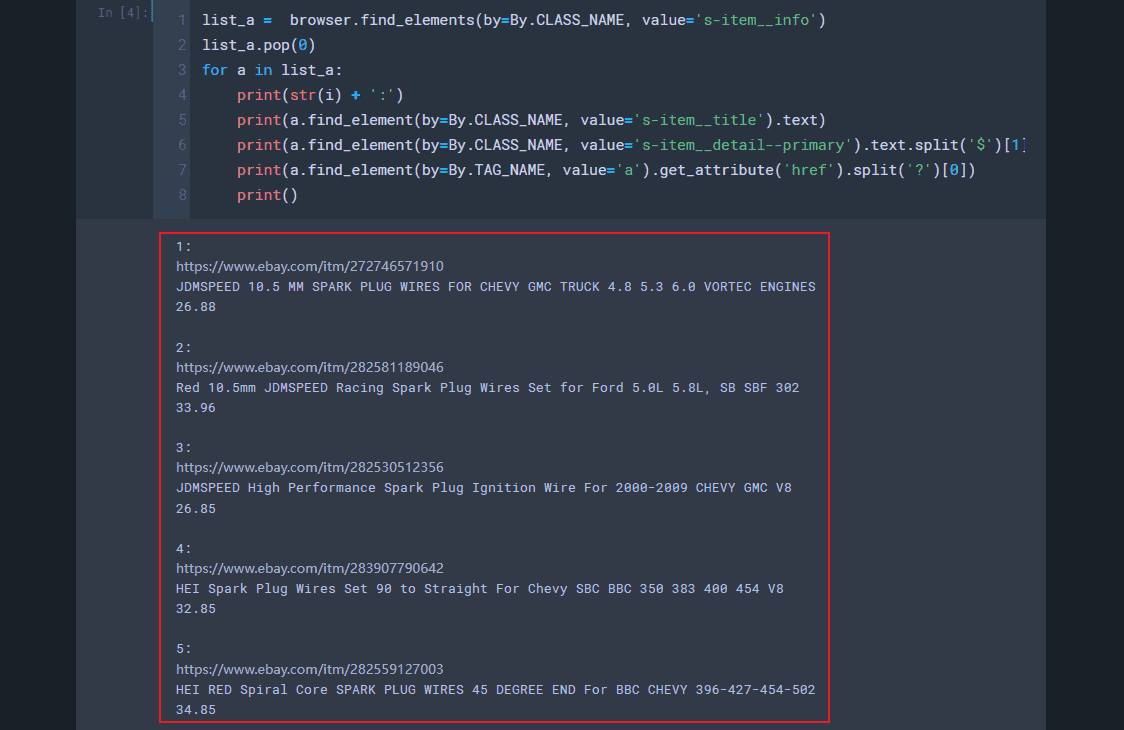 In [4]:
1 list_a =  browser.find_elements(by=By.CLASS_NAME, value='s-item__info')
2 list_a.pop(0)
3 for a in list_a:
4     print(str(i) + ':')
5     print(a.find_element(by=By.CLASS_NAME, value='s-item__title').text)
6     print(a.find_element(by=By.CLASS_NAME, value='s-item__detail--primary').text.split('$')[1]
7     print(a.find_element(by=By.TAG_NAME, value='a').get_attribute('href').split('?')[0])
8     print()
1:
https://www.ebay.com/itm/272746571910
JDMSPEED 10.5 MM SPARK PLUG WIRES FOR CHEVY GMC TRUCK 4.8 5.3 6.0 VORTEC ENGINES
26.88
2:
https://www.ebay.com/itm/282581189046
Red 10.5mm JDMSPEED Racing Spark Plug Wires Set for Ford 5.0L 5.8L, SB SBF 302
33.96
3:
https://www.ebay.com/itm/282530512356
JDMSPEED High Performance Spark Plug Ignition Wire For 2000-2009 CHEVY GMC V8
26.85
4:
https://www.ebay.com/itm/283907790642
HEI Spark Plug Wires Set 90 to Straight For Chevy SBC BBC 350 383 400 454 V8
32.85
5:
https://www.ebay.com/itm/282559127003
HEI RED Spiral Core SPARK PLUG WIRES 45 DEGREE END For BBC CHEVY 396-427-454-502
34.85